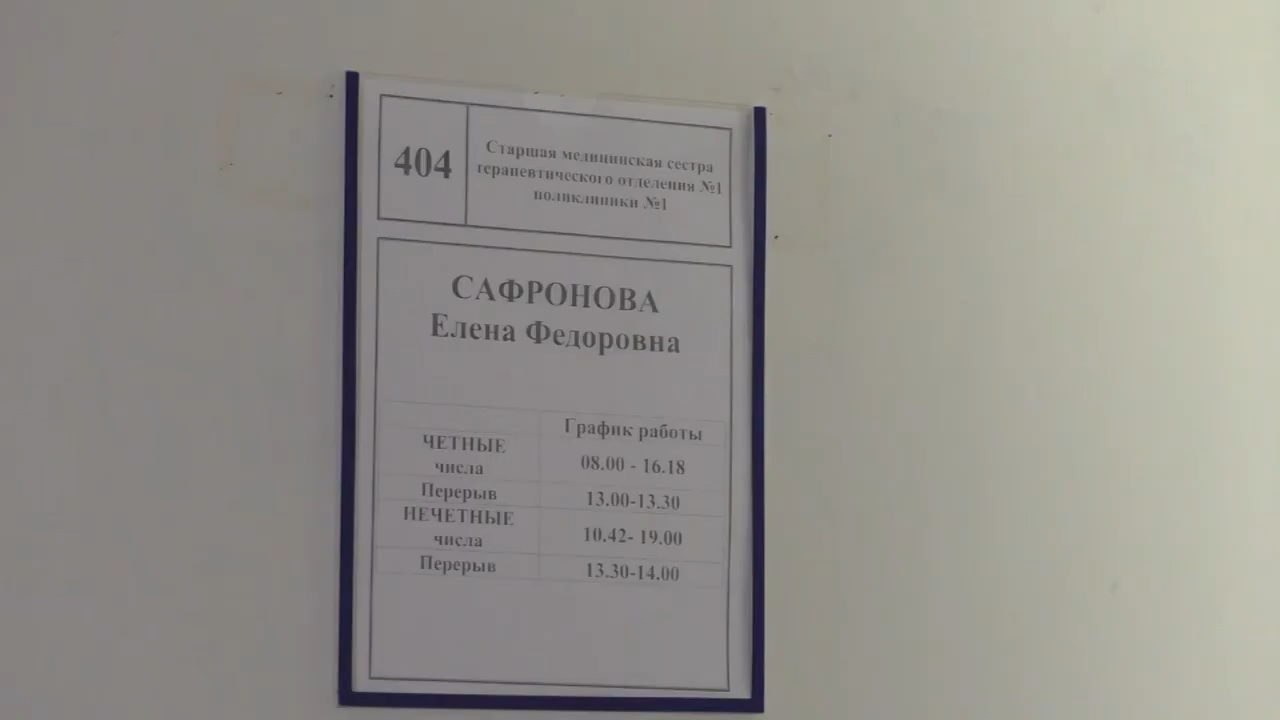 404
Старшая медицинская сестра
терапевтического отделения №1
поликлиники №1
САФРОНОВА
Елена Федоровна
График работы
ЧЕТНЫЕ
числа
08.00 - 16.18
Перерыв
13.00-13.30
НЕЧЕТНЫЕ
числа
10.42- 19.00
Перерыв
13.30-14.00